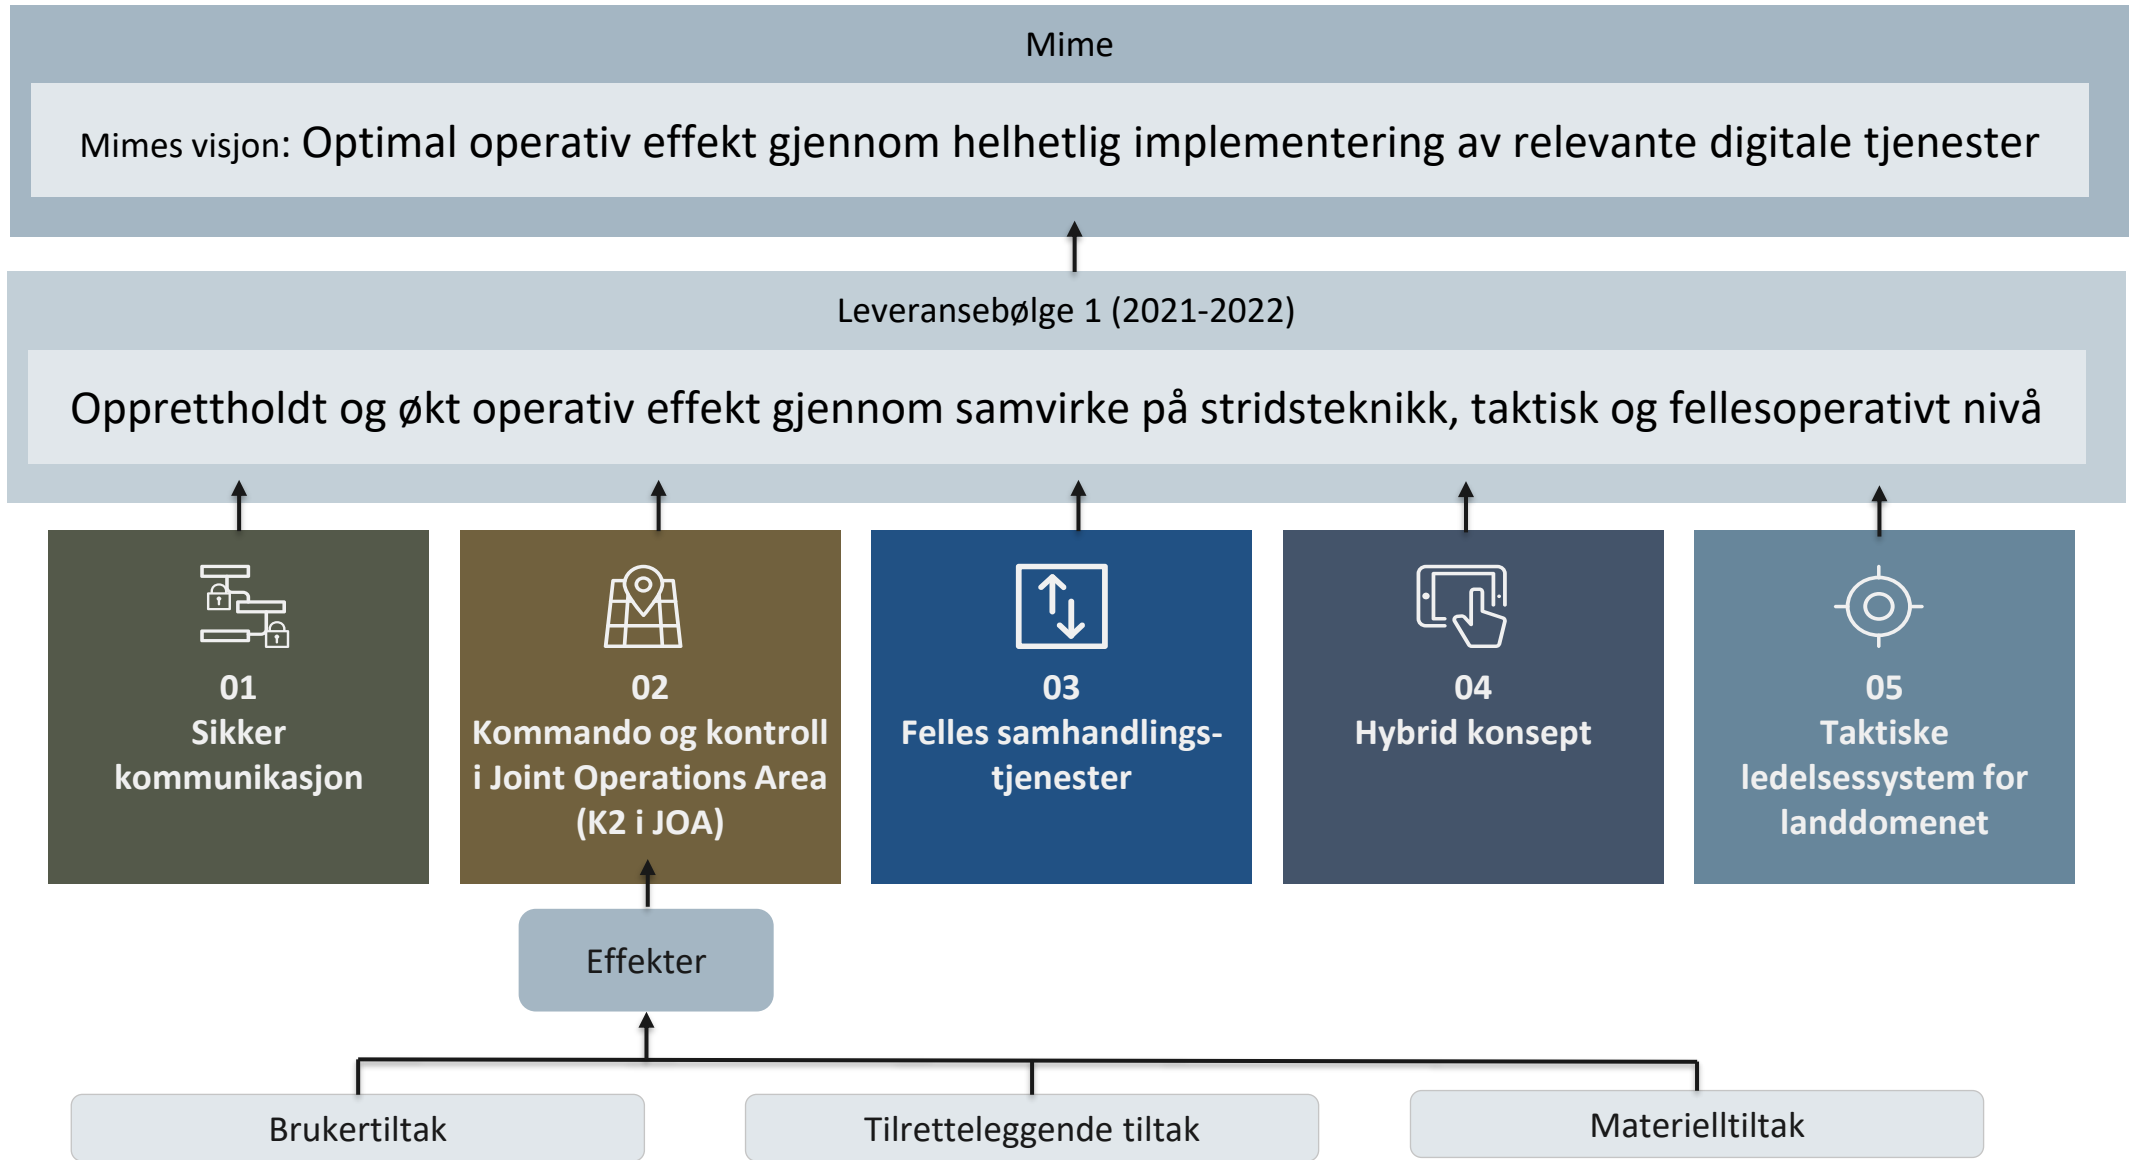 Mime
Mimes visjon: Optimal operativ effekt gjennom helhetlig implementering av relevante digitale tjenester
Leveransebølge 1 (2021-2022)
Opprettholdt og økt operativ effekt gjennom samvirke på stridsteknikk, taktisk og fellesoperativt nivå
01
Sikker
kommunikasjon
02
Kommando og kontroll
i Joint Operations Area
(K2 i JOA)
03
Felles samhandlings-
tjenester
04
Hybrid konsept
05
Taktiske
ledelsessystem for
landdomenet
Effekter
Brukertiltak
Tilretteleggende tiltak
Materielltiltak